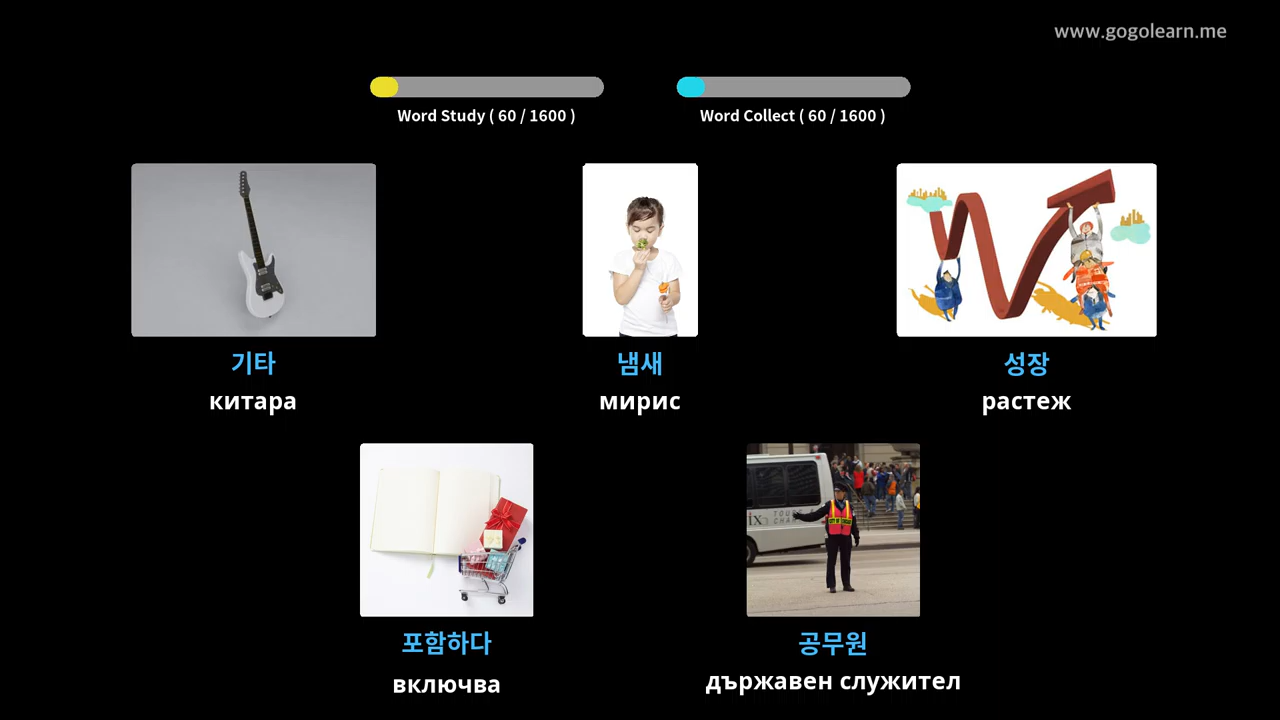 www.gogolearn.me
Word Study ( 60 / 1600 )
Word Collect ( 60 / 1600 )
기타
китара
냄새
мирис
성장
растеж
포함하다
включва
공무원
държавен служител